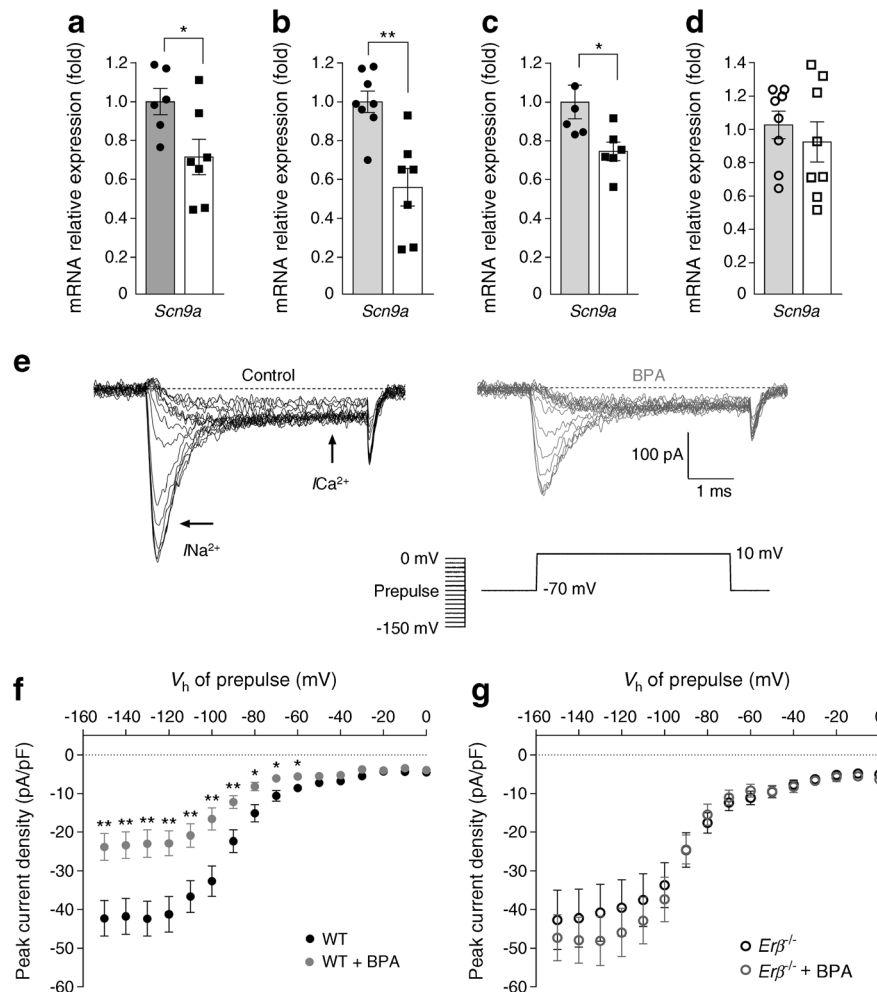 a
b
c
d
*
**
*
mRNA relative expression (fold)
1.2
1.0
0.8
0.6
0.4
0.2
0
Scn9a
mRNA relative expression (fold)
1.2
1.0
0.8
0.6
0.4
0.2
0
Scn9a
mRNA relative expression (fold)
1.2
1.0
0.8
0.6
0.4
0.2
0
Scn9a
mRNA relative expression (fold)
1.4
1.2
1.0
0.8
0.6
0.4
0.2
0
Scn9a
e
Control
BPA
ICa²⁺
INa²⁺
100 pA
1 ms
0 mV
Prepulse
-150 mV
-70 mV
10 mV
f
Vh of prepulse (mV)
-160 -140 -120 -100 -80 -60 -40 -20 0
Peak current density (pA/pF)
0
-10
-20
-30
-40
-50
-60
** ** ** ** ** ** ** * * *
WT
WT + BPA
g
Vh of prepulse (mV)
-160 -140 -120 -100 -80 -60 -40 -20 0
Peak current density (pA/pF)
0
-10
-20
-30
-40
-50
-60
Erβ-/-
Erβ-/- + BPA